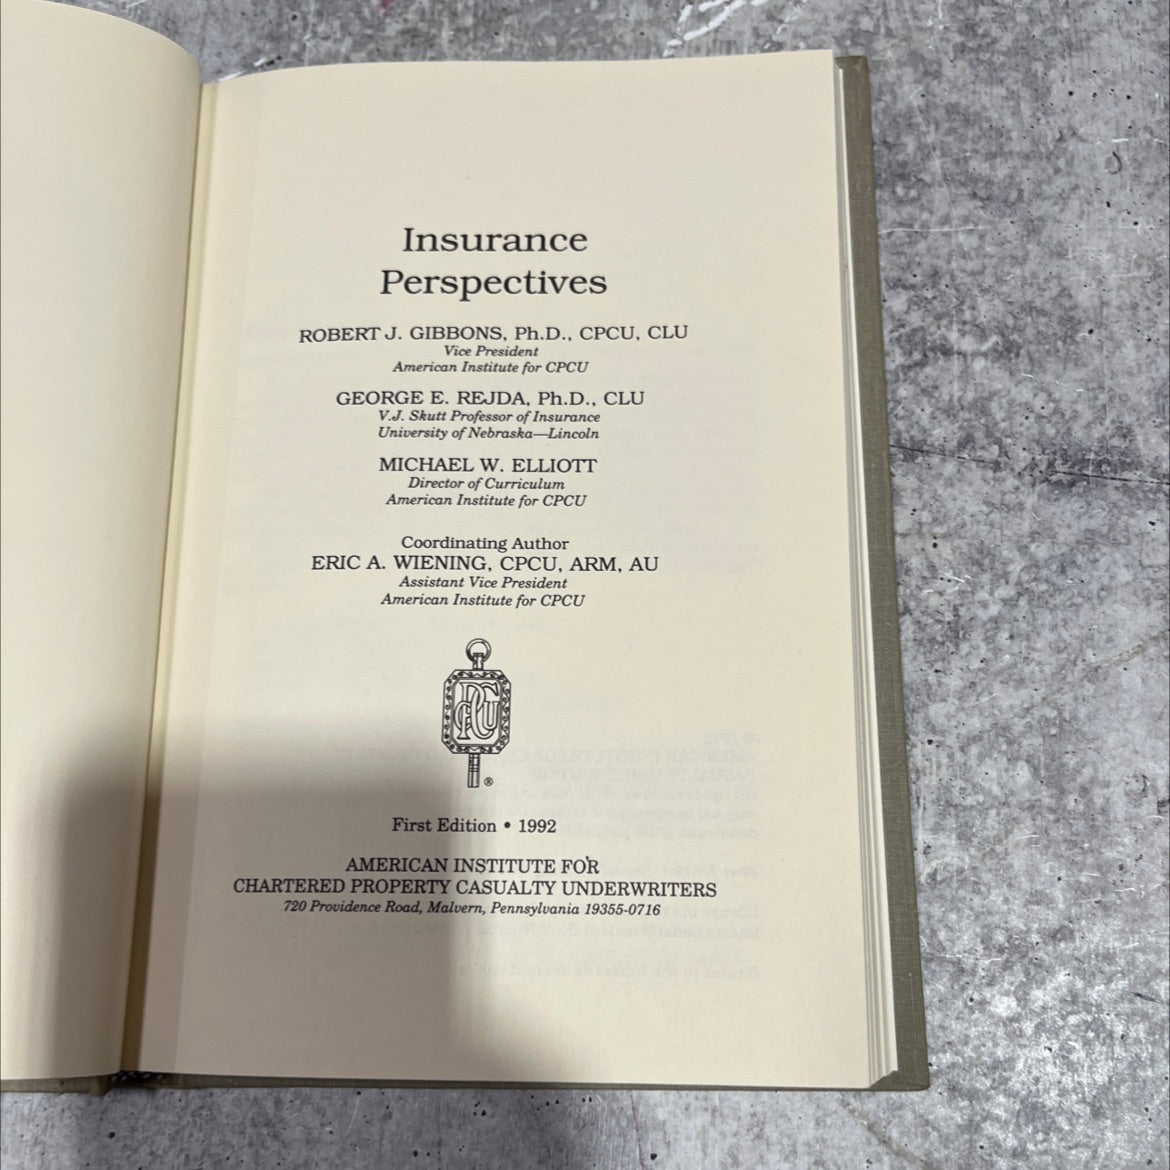 Insurance
Perspectives
ROBERT J. GIBBONS, Ph.D., CPCU, CLU
Vice President
American Institute for CPCU
GEORGE E. REJDA, Ph.D., CLU
V.J. Skutt Professor of Insurance
University of Nebraska—Lincoln
MICHAEL W. ELLIOTT
Director of Curriculum
American Institute for CPCU
Coordinating Author
ERIC A. WIENING, CPCU, ARM, AU
Assistant Vice President
American Institute for CPCU
CPCU
®
First Edition • 1992
AMERICAN INSTITUTE FOR
CHARTERED PROPERTY CASUALTY UNDERWRITERS
720 Providence Road, Malvern, Pennsylvania 19355-0716